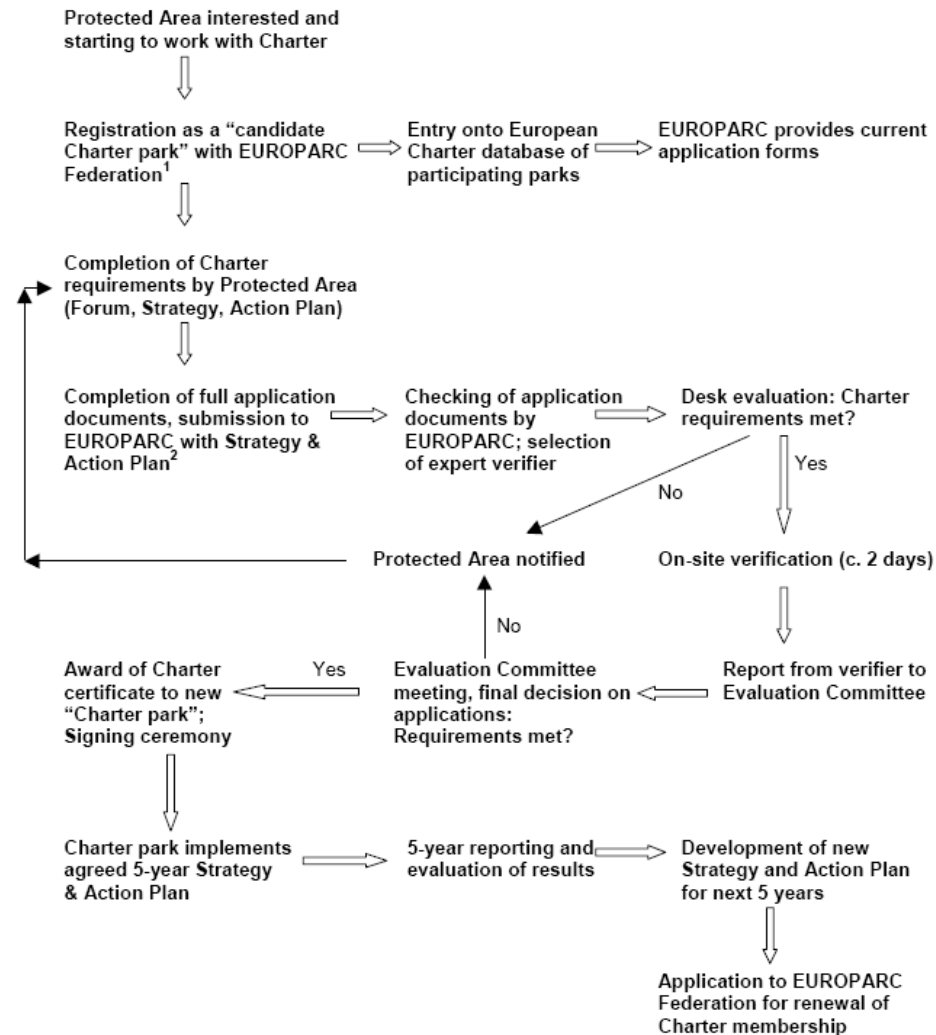 Protected Area interested and
starting to work with Charter
Registration as a “candidate
Charter park” with EUROPARC
Federation1
Entry onto European
Charter database of
participating parks
EUROPARC provides current
application forms
Completion of Charter
requirements by Protected Area
(Forum, Strategy, Action Plan)
Completion of full application
documents, submission to
EUROPARC with Strategy &
Action Plan2
Checking of application
documents by
EUROPARC; selection
of expert verifier
Desk evaluation: Charter
requirements met?
Yes
No
Protected Area notified
On-site verification (c. 2 days)
No
Award of Charter
certificate to new
“Charter park”;
Signing ceremony
Yes
Evaluation Committee
meeting, final decision on
applications:
Requirements met?
Report from verifier to
Evaluation Committee
Charter park implements
agreed 5-year Strategy
& Action Plan
5-year reporting and
evaluation of results
Development of new
Strategy and Action Plan
for next 5 years
Application to EUROPARC
Federation for renewal of
Charter membership